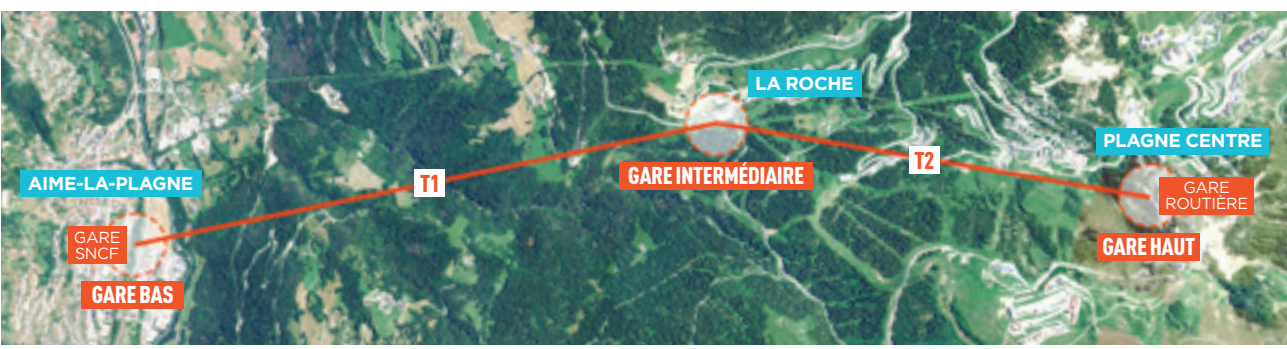 AIME-LA-PLAGNE
GARE
SNCF
GARE BAS
T1
LA ROCHE
GARE INTERMÉDIAIRE
T2
PLAGNE CENTRE
GARE
ROUTIÈRE
GARE HAUT